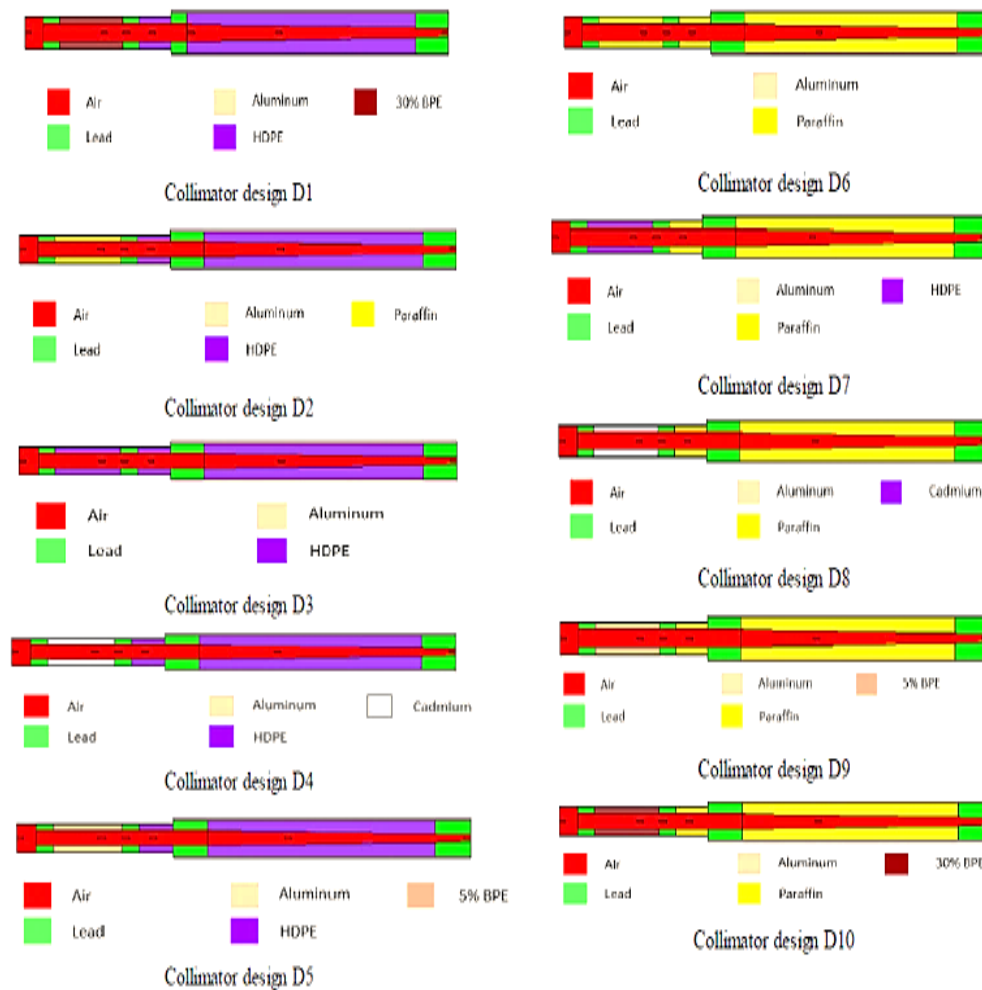 Air Aluminum 30% BPE
Lead HDPE
Collimator design D1
Air Aluminum Paraffin
Lead HDPE
Collimator design D2
Air Aluminum
Lead HDPE
Collimator design D3
Air Aluminum Cadmium
Lead HDPE
Collimator design D4
Air Aluminum 5% BPE
Lead HDPE
Collimator design D5
Air Aluminum
Lead Paraffin
Collimator design D6
Air Aluminum HDPE
Lead Paraffin
Collimator design D7
Air Aluminum Cadmium
Lead Paraffin
Collimator design D8
Air Aluminum 5% BPE
Lead Paraffin
Collimator design D9
Air Aluminum 30% BPE
Lead Paraffin
Collimator design D10